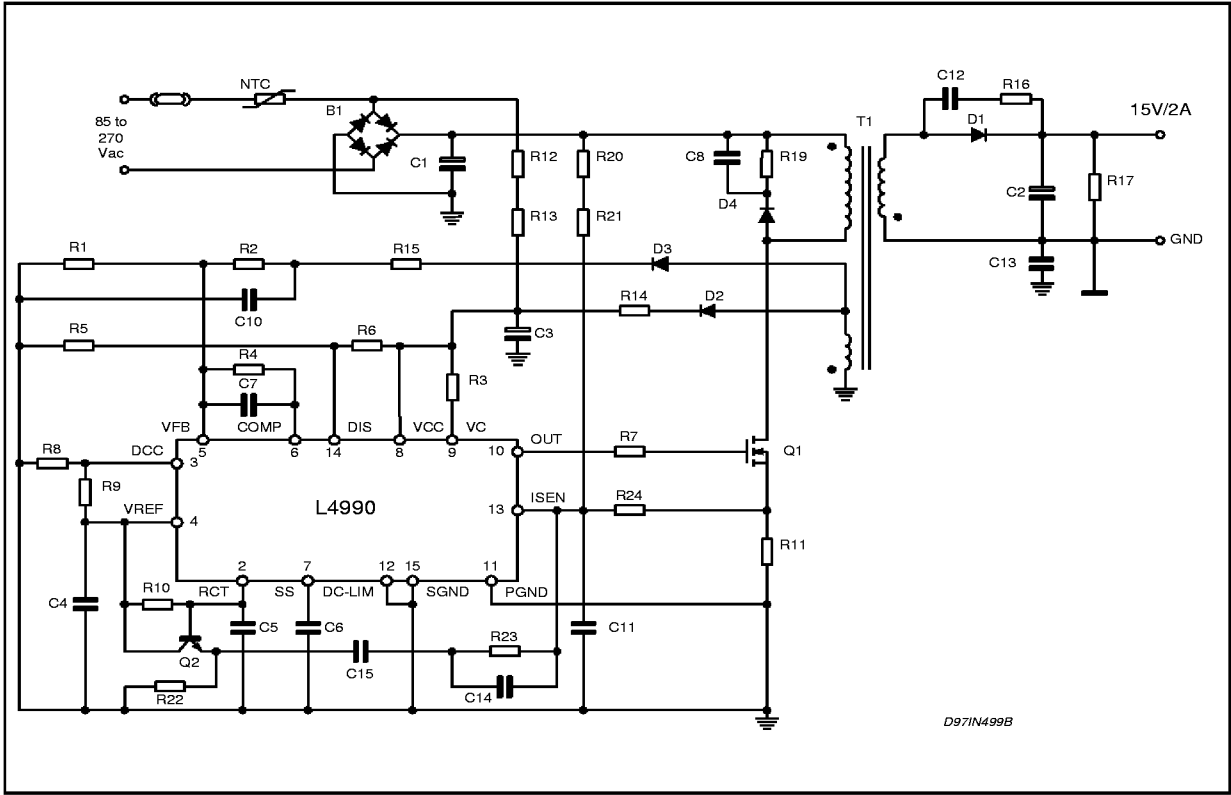 C12
R16
NTC
15V/2A
B1
T1
D1
85 to
270
Vac
C1
R12
R20
C8
R19
C2
R17
D4
R13
R21
GND
R1
R2
R15
D3
C13
C10
R14
D2
R5
R6
C3
R4
C7
R3
VFB
COMP
DIS
VCC
VC
5
6
14
8
9
OUT
R7
Q1
R8
DCC
3
10
R9
ISEN
R24
VREF
4
L4990
13
R11
2
7
12
15
11
R10
RCT
SS
DC-LIM
SGND
PGND
C4
C5
C6
C11
R23
Q2
C15
R22
C14
D97IN499B